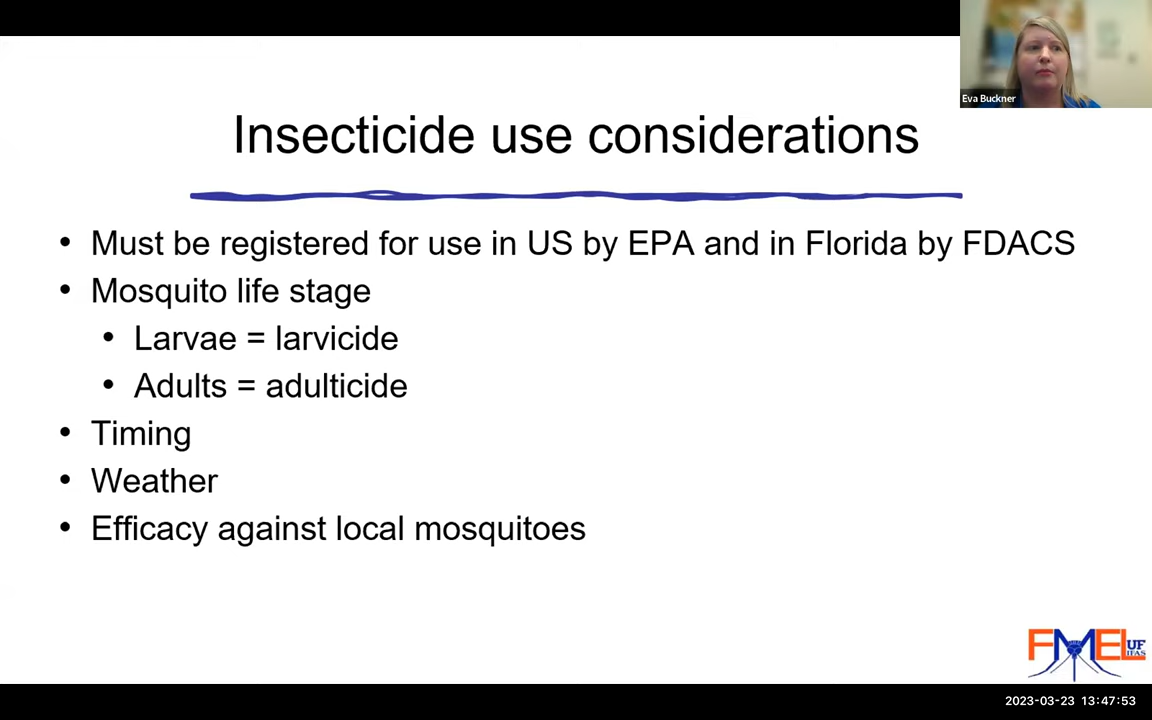 Eva Buckner
Insecticide use considerations
• Must be registered for use in US by EPA and in Florida by FDACS
• Mosquito life stage
• Larvae = larvicide
• Adults = adulticide
• Timing
• Weather
• Efficacy against local mosquitoes
FMEL UF
IFAS
2023-03-23 13:47:53